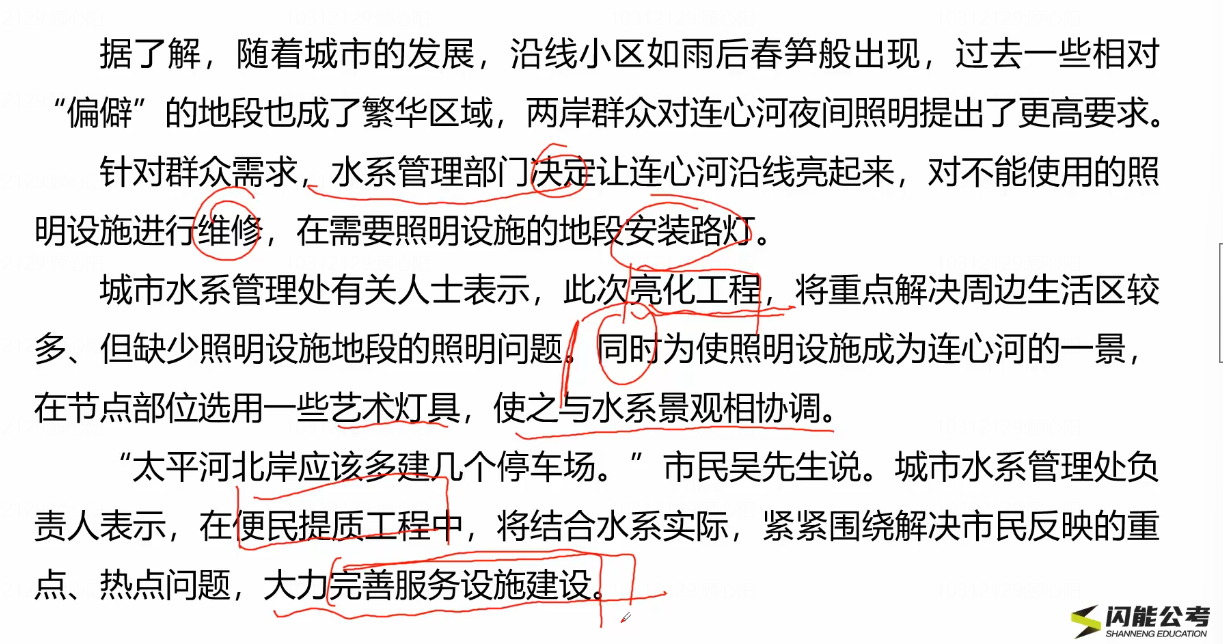 据了解，随着城市的发展，沿线小区如雨后春笋般出现，过去一些相对
“偏僻”的地段也成了繁华区域，两岸群众对连心河夜间照明提出了更高要求。
针对群众需求，水系管理部门决定让连心河沿线亮起来，对不能使用的照
明设施进行维修，在需要照明设施的地段安装路灯。
城市水系管理处有关人士表示，此次亮化工程，将重点解决周边生活区较
多、但缺少照明设施地段的照明问题。同时为使照明设施成为连心河的一景，
在节点部位选用一些艺术灯具，使之与水系景观相协调。
“太平河北岸应该多建几个停车场。”市民吴先生说。城市水系管理处负
责人表示，在便民提质工程中，将结合水系实际，紧紧围绕解决市民反映的重
点、热点问题，大力完善服务设施建设。
闪能公考
SHANNENG EDUCATION